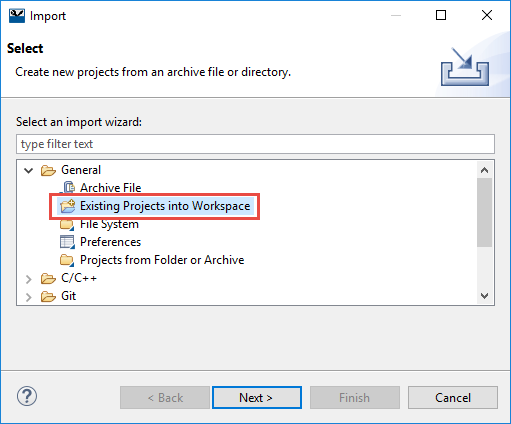 Import
Select
Create new projects from an archive file or directory.
Select an import wizard:
type filter text
General
Archive File
Existing Projects into Workspace
File System
Preferences
Projects from Folder or Archive
C/C++
Git
?
< Back
Next >
Finish
Cancel